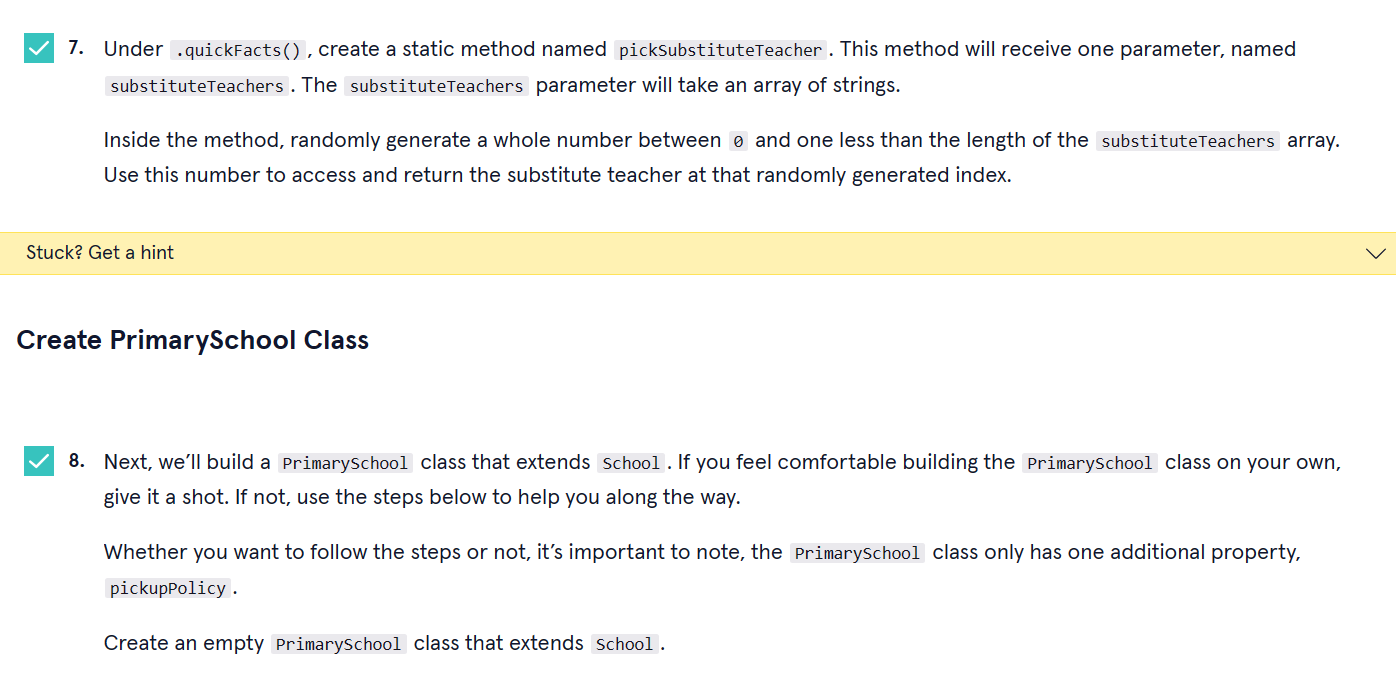 7. Under .quickFacts(), create a static method named pickSubstituteTeacher. This method will receive one parameter, named
substituteTeachers. The substituteTeachers parameter will take an array of strings.
Inside the method, randomly generate a whole number between 0 and one less than the length of the substituteTeachers array.
Use this number to access and return the substitute teacher at that randomly generated index.
Stuck? Get a hint
Create PrimarySchool Class
8. Next, we’ll build a PrimarySchool class that extends School. If you feel comfortable building the PrimarySchool class on your own,
give it a shot. If not, use the steps below to help you along the way.
Whether you want to follow the steps or not, it’s important to note, the PrimarySchool class only has one additional property,
pickupPolicy.
Create an empty PrimarySchool class that extends School.